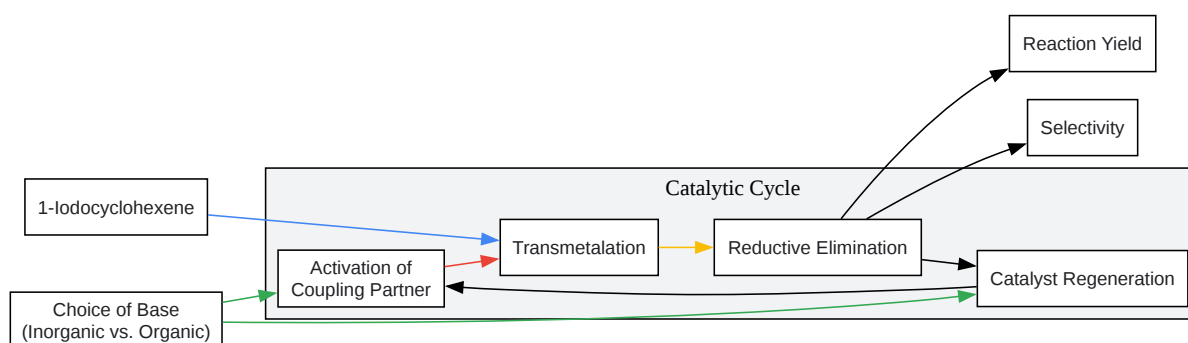 Reaction Yield
Selectivity
Catalytic Cycle
1-Iodocyclohexene
Transmetalation
Reductive Elimination
Activation of
Coupling Partner
Catalyst Regeneration
Choice of Base
(Inorganic vs. Organic)